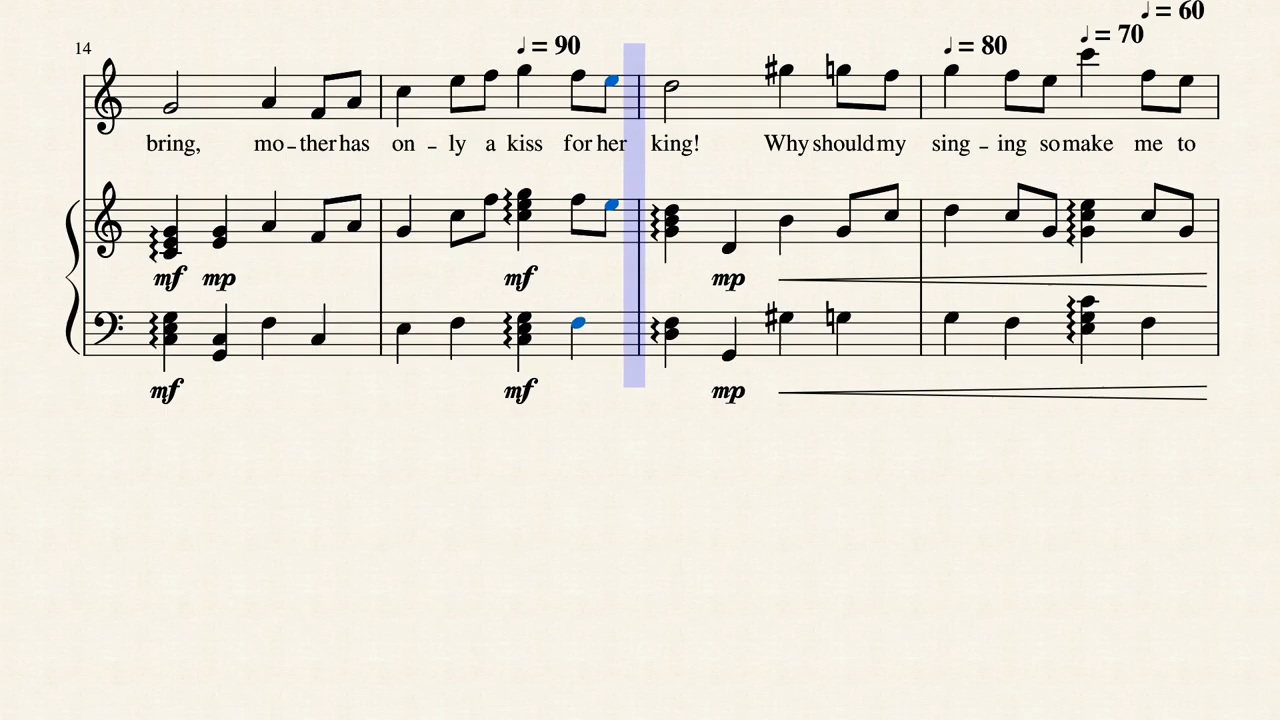 ♩ = 60
14 ♩ = 90 ♩ = 80 ♩ = 70
bring, mo – ther has on – ly a kiss for her king! Why should my sing – ing so make me to
mf mp mf mp
mf mf mp